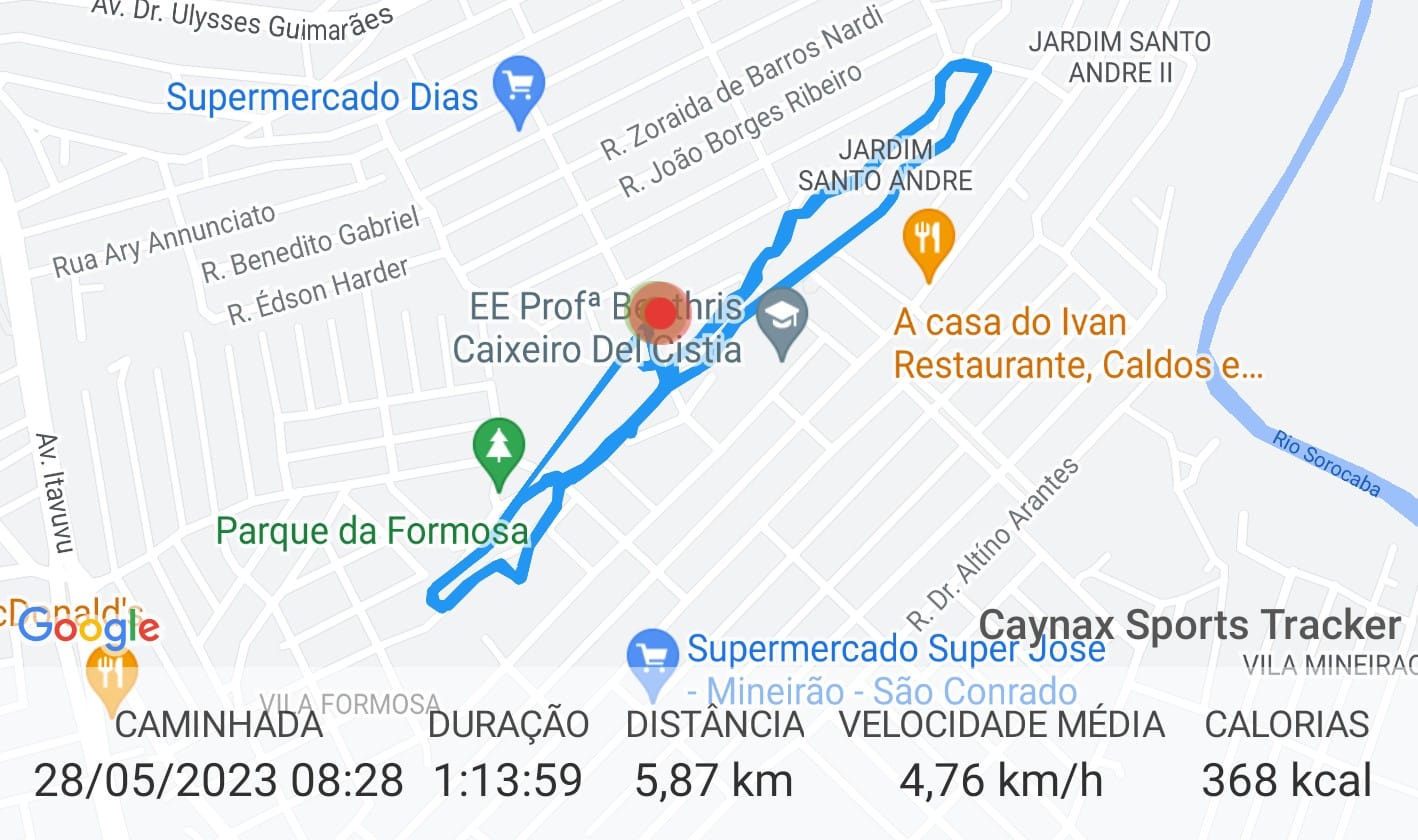 Av. Dr. Ulysses Guimarães
JARDIM SANTO
ANDRE II
Supermercado Dias
R. Zoraida de Barros Nardi
R. João Borges Ribeiro
JARDIM
SANTO ANDRE
Rua Ary Annunciato
R. Benedito Gabriel
R. Édson Harder
EE Profª Be thris
Caixeiro Del Cistia
A casa do Ivan
Restaurante, Caldos e...
Av. Itavuvu
Rio Sorocaba
Parque da Formosa
R. Dr. Altíno Arantes
cDonald's
Google
Caynax Sports Tracker
Supermercado Super Jose
- Mineirão - São Conrado
VILA MINEIRAO
VILA FORMOSA
CAMINHADA DURAÇÃO DISTÂNCIA VELOCIDADE MÉDIA CALORIAS
28/05/2023 08:28 1:13:59 5,87 km 4,76 km/h 368 kcal